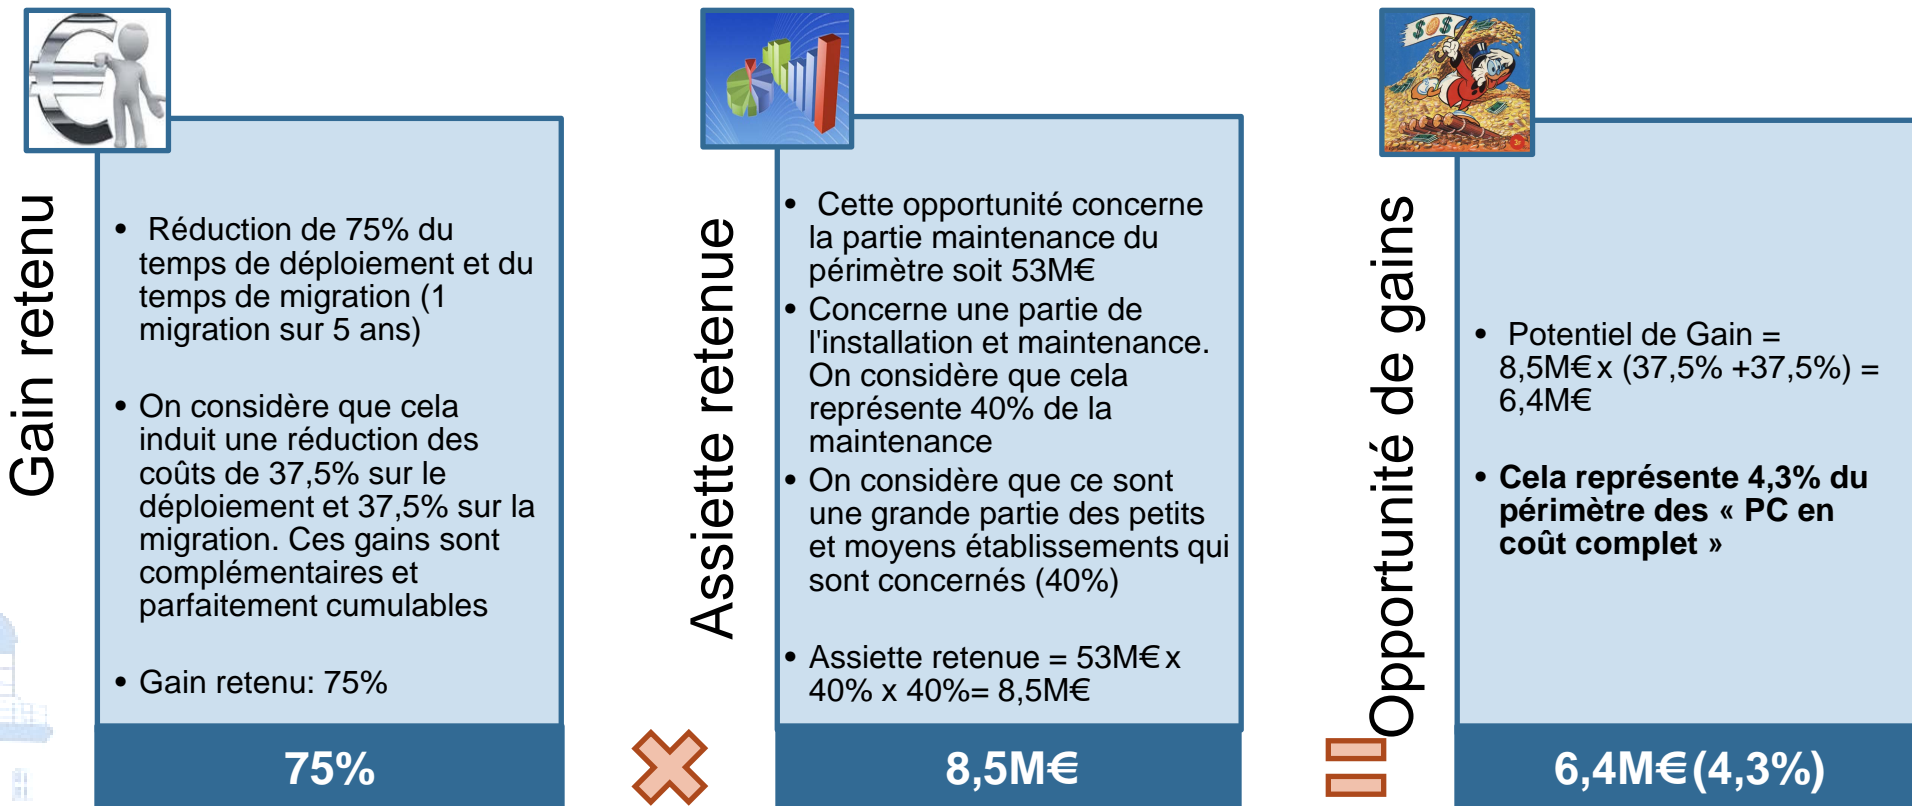 Gain retenu
• Réduction de 75% du
temps de déploiement et du
temps de migration (1
migration sur 5 ans)
• On considère que cela
induit une réduction des
coûts de 37,5% sur le
déploiement et 37,5% sur la
migration. Ces gains sont
complémentaires et
parfaitement cumulables
• Gain retenu: 75%
75%
Assiette retenue
• Cette opportunité concerne
la partie maintenance du
périmètre soit 53M€
• Concerne une partie de
l'installation et maintenance.
On considère que cela
représente 40% de la
maintenance
• On considère que ce sont
une grande partie des petits
et moyens établissements qui
sont concernés (40%)
• Assiette retenue = 53M€ x
40% x 40%= 8,5M€
8,5M€
$ $
Opportunité de gains
• Potentiel de Gain =
8,5M€ x (37,5% +37,5%) =
6,4M€
• Cela représente 4,3% du
périmètre des « PC en
coût complet »
6,4M€ (4,3%)